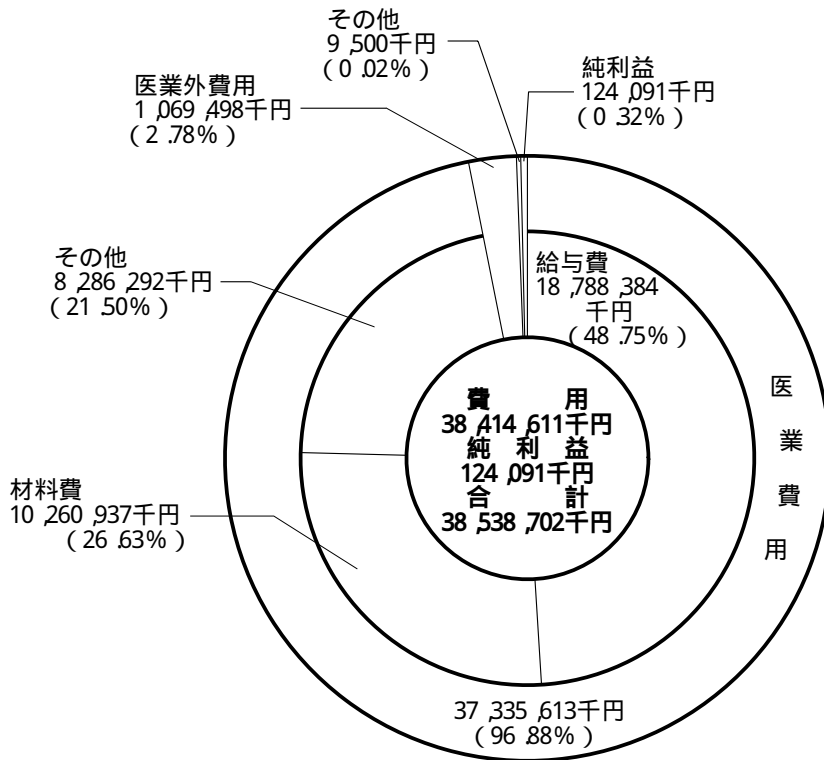 その他
9,500千円
(0.02%)
純利益
124,091千円
(0.32%)
医業外費用
1,069,498千円
(2.78%)
その他
8,286,292千円
(21.50%)
給与費
18,788,384
千円
(48.75%)
医業費用
費用
38,414,611千円
純利益
124,091千円
合計
38,538,702千円
材料費
10,260,937千円
(26.63%)
37,335,613千円
(96.88%)